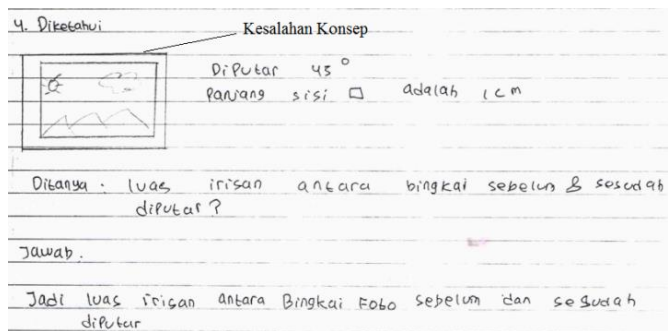 4. Diketahui
Kesalahan Konsep
Diputar 45°
Panjang sisi □ adalah 1 cm
Ditanya. luas irisan antara bingkai sebelum & sesudah
diputar?
Jawab.
Jadi luas irisan antara Bingkai Foto sebelum dan sesudah
diputar